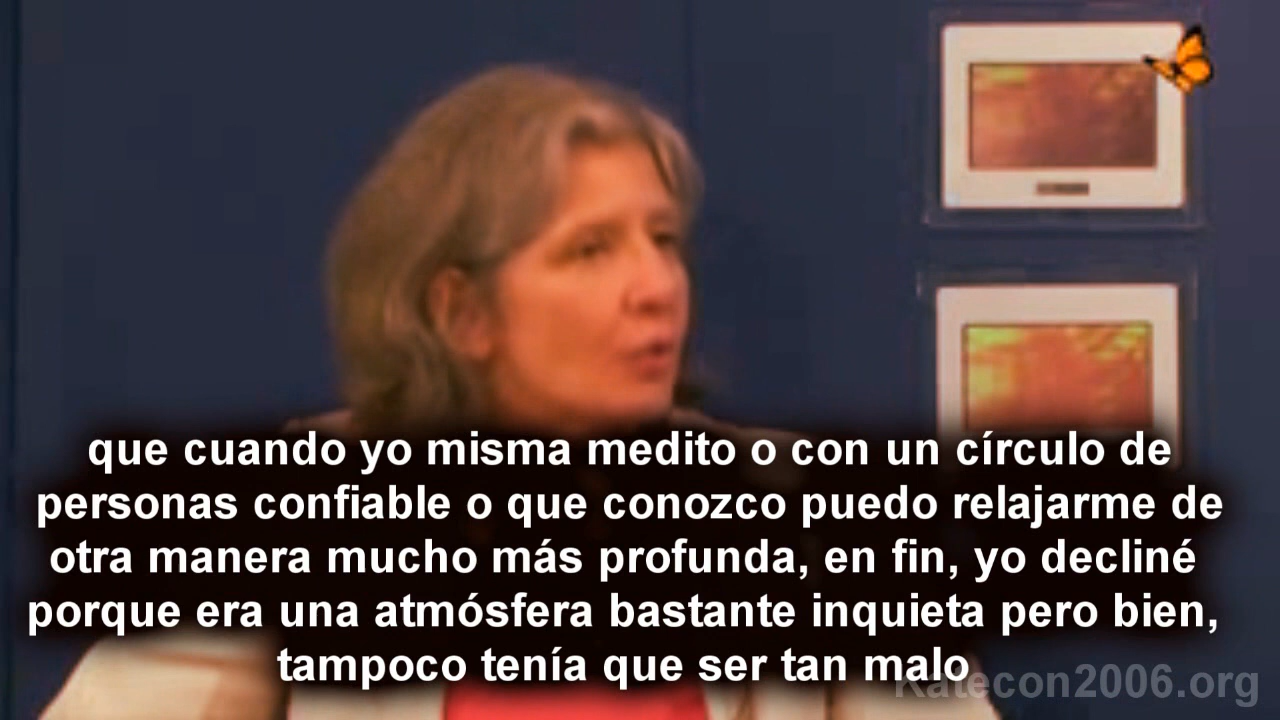 que cuando yo misma medito o con un círculo de
personas confiable o que conozco puedo relajarme de
otra manera mucho más profunda, en fin, yo decliné
porque era una atmósfera bastante inquieta pero bien,
tampoco tenía que ser tan malo
Katecon2006.org